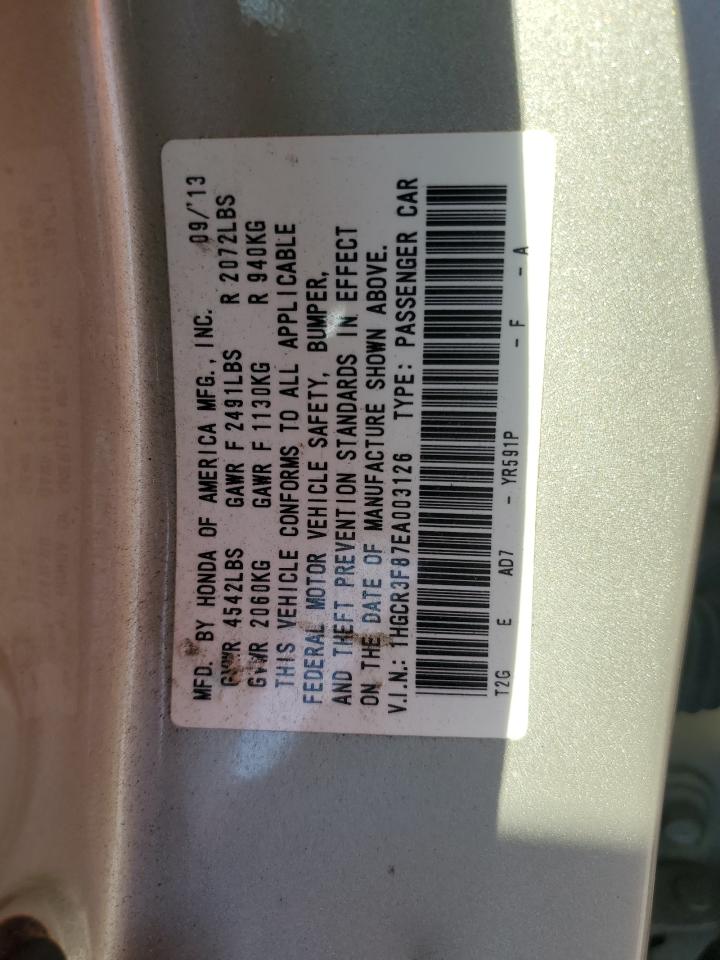 MFD. BY HONDA OF AMERICA MFG., INC. 09/'13
GVWR 4542LBS GAWR F 2491LBS R 2072LBS
GVWR 2060KG GAWR F 1130KG R 940KG
THIS VEHICLE CONFORMS TO ALL APPLICABLE
FEDERAL MOTOR VEHICLE SAFETY, BUMPER,
AND THEFT PREVENTION STANDARDS IN EFFECT
ON THE DATE OF MANUFACTURE SHOWN ABOVE.
V.I.N.: 1HGCR3F87EA003126 TYPE: PASSENGER CAR
T2G E AD7 - YR591P - F - A